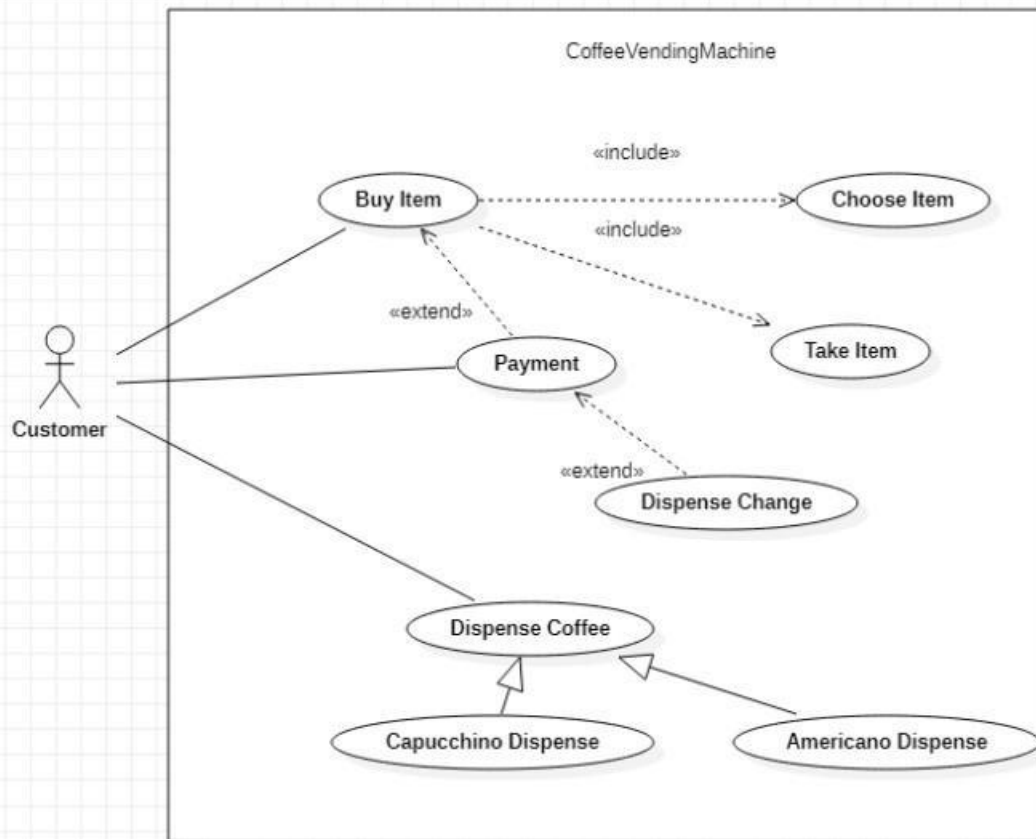 CoffeeVendingMachine
«include»
Buy Item
Choose Item
«include»
«extend»
Take Item
Payment
Customer
«extend»
Dispense Change
Dispense Coffee
Capucchino Dispense
Americano Dispense